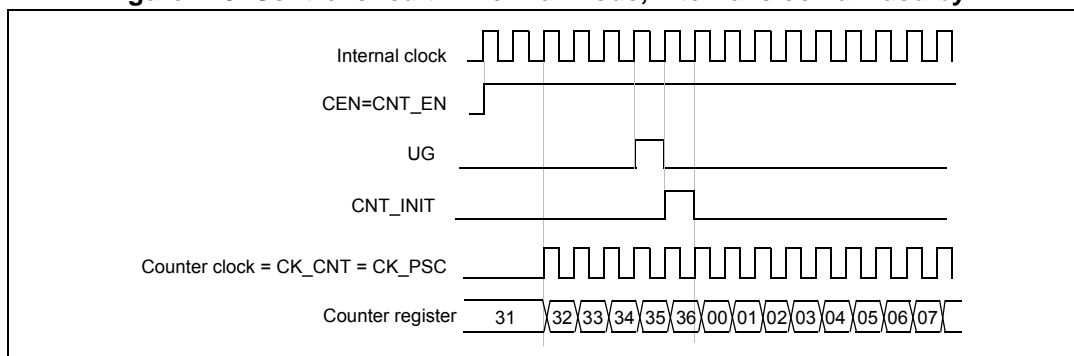 Internal clock
CEN=CNT_EN
UG
CNT_INIT
Counter clock = CK_CNT = CK_PSC
Counter register 31 32 33 34 35 36 00 01 02 03 04 05 06 07